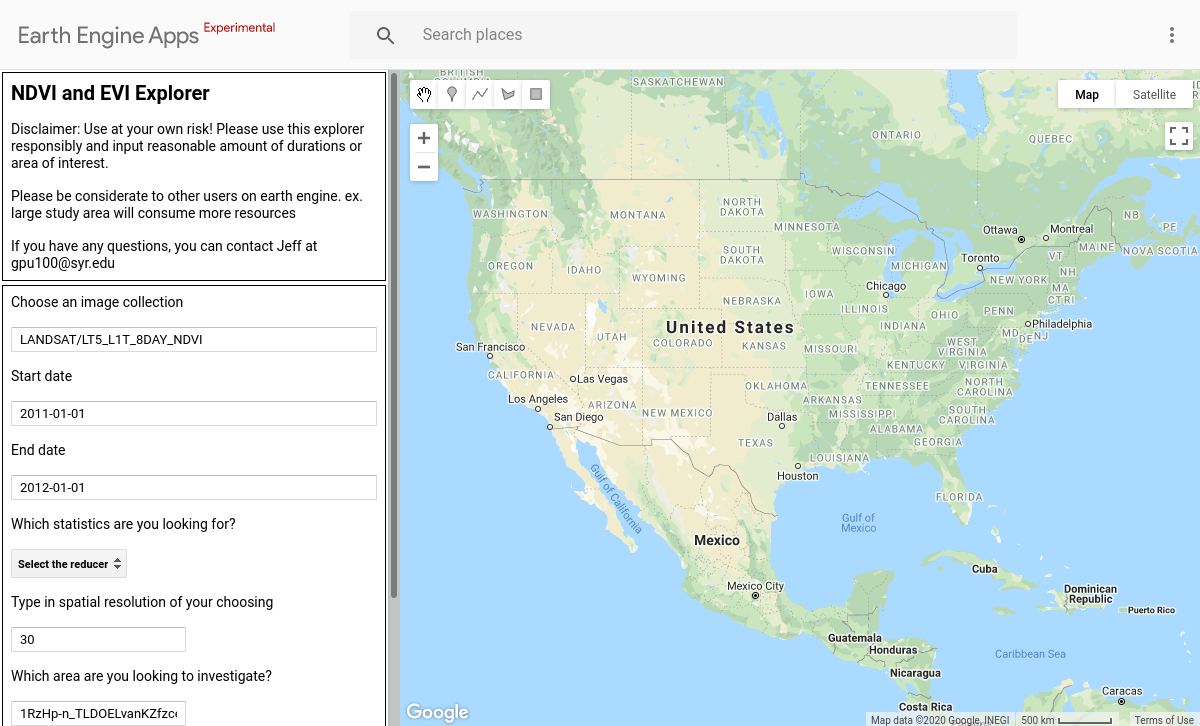 Earth Engine Apps Experimental
Search places
NDVI and EVI Explorer
Disclaimer: Use at your own risk! Please use this explorer
responsibly and input reasonable amount of durations or
area of interest.
Please be considerate to other users on earth engine. ex.
large study area will consume more resources
If you have any questions, you can contact Jeff at
gpu100@syr.edu
Choose an image collection
LANDSAT/LT5_L1T_8DAY_NDVI
Start date
2011-01-01
End date
2012-01-01
Which statistics are you looking for?
Select the reducer
Type in spatial resolution of your choosing
30
Which area are you looking to investigate?
1RzHp-n_TLDOELvanKZfzc
Map
Satellite
BRITISH
SASKATCHEWAN
ONTARIO
QUEBEC
WASHINGTON
MONTANA
NORTH
DAKOTA
MINNESOTA
NB
PE
Ottawa
Montreal
MAINE
NOVA SCOTIA
OREGON
IDAHO
WYOMING
SOUTH
DAKOTA
WISCONSIN
MICHIGAN
Toronto
VT
NH
NEW YORK
MA
CT RI
Chicago
NEBRASKA
IOWA
ILLINOIS
INDIANA
OHIO
PENN
NEVADA
UTAH
United States
COLORADO
KANSAS
MISSOURI
WEST
VIRGINIA
MD
DE
NJ
Philadelphia
San Francisco
CALIFORNIA
Las Vegas
KENTUCKY
VIRGINIA
OKLAHOMA
TENNESSEE
NORTH
CAROLINA
Los Angeles
ARIZONA
NEW MEXICO
ARKANSAS
MISSISSIPPI
SOUTH
CAROLINA
San Diego
Dallas
ALABAMA
GEORGIA
TEXAS
LOUISIANA
Houston
FLORIDA
Gulf of California
Gulf of
Mexico
Mexico
Mexico City
Cuba
Dominican
Republic
Puerto Rico
Guatemala
Honduras
Nicaragua
Caribbean Sea
Costa Rica
Caracas
Google
Map data ©2020 Google, INEGI
500 km
Terms of Use